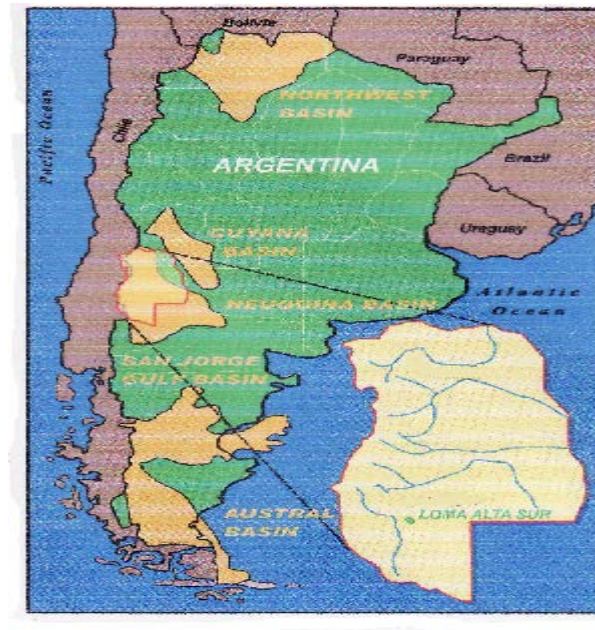 Bolivia
Paraguay
Pacific Ocean
Chile
NORTHWEST
BASIN
ARGENTINA
Brazil
Uraguay
CUYANA
BASIN
Atlantic
Ocean
NEUQUINA BASIN
SAN JORGE
GULF BASIN
LOMA ALTA SUR
AUSTRAL
BASIN